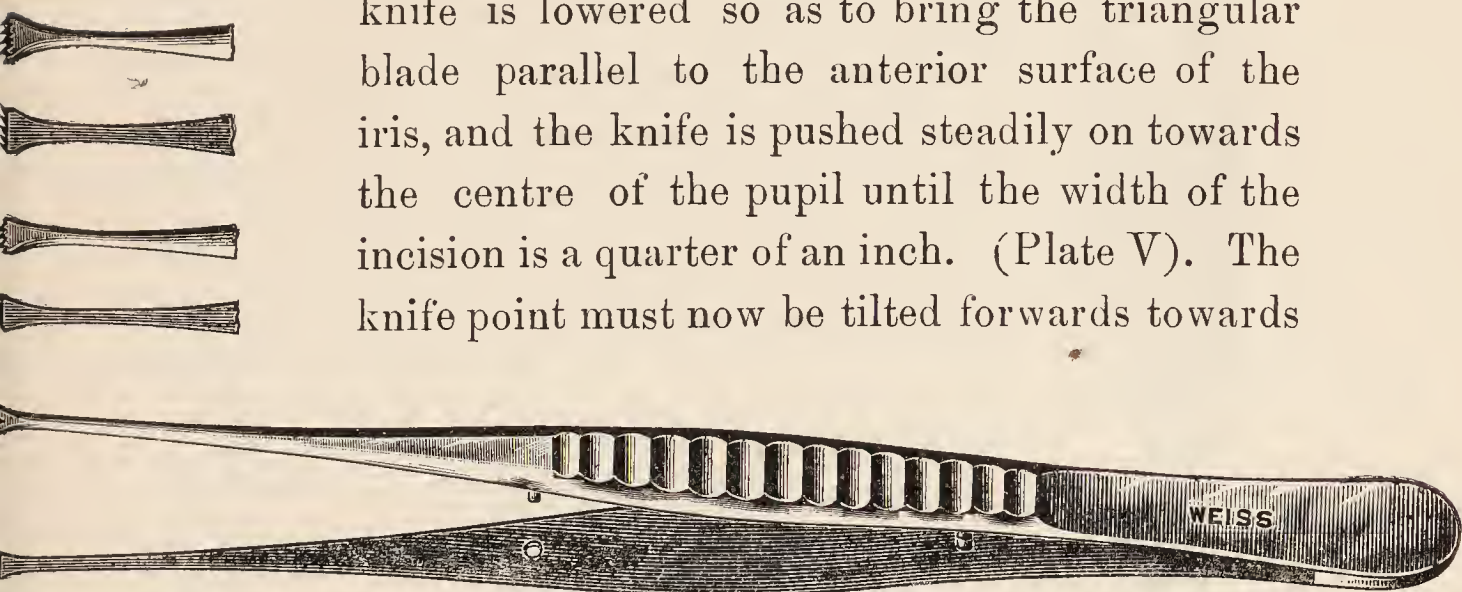 knife is lowered so as to bring the triangular
blade parallel to the anterior surface of the
iris, and the knife is pushed steadily on towards
the centre of the pupil until the width of the
incision is a quarter of an inch. (Plate V). The
knife point must now be tilted forwards towards
WEISS